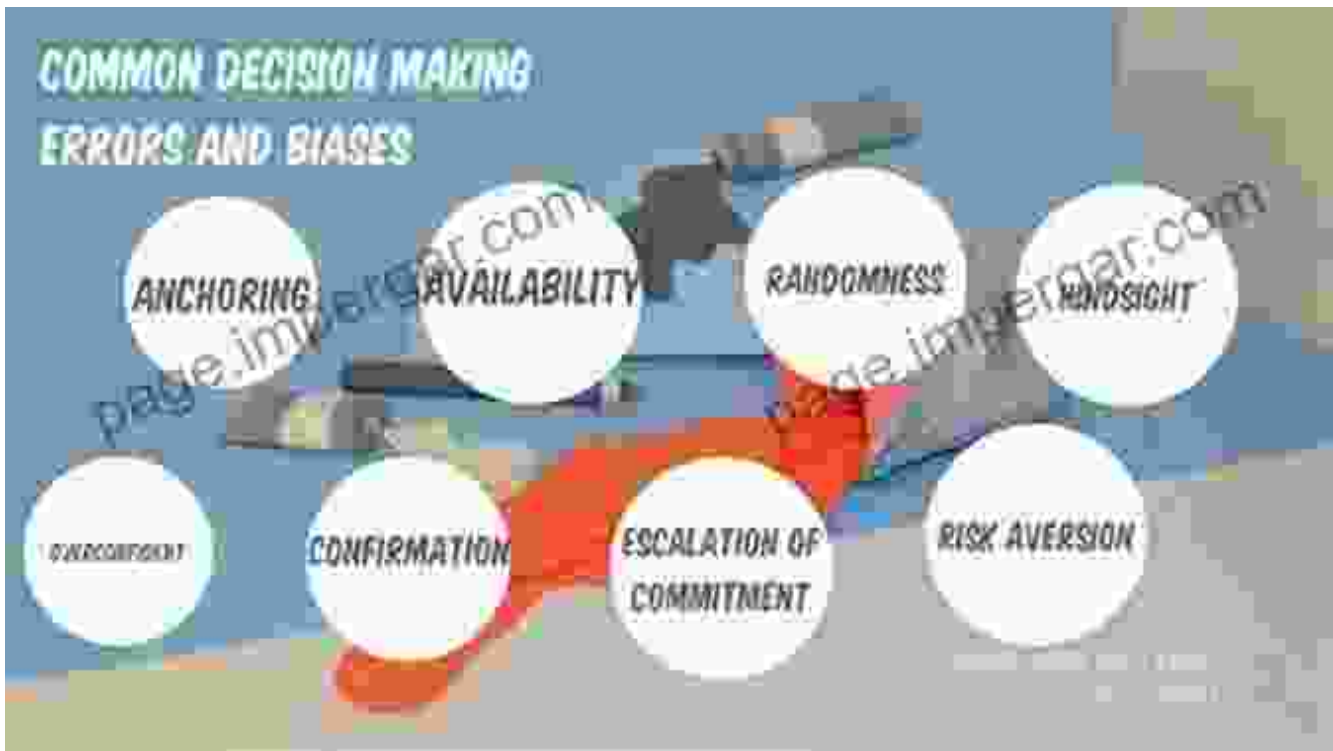 COMMON DECISION MAKING
ERRORS AND BIASES
ANCHORING
AVAILABILITY
RANDOMNESS
HINDSIGHT
page.impergar.com
page.impergar.com
OVERCONFIDENT
CONFIRMATION
ESCALATION OF
COMMITMENT
RISK AVERSION